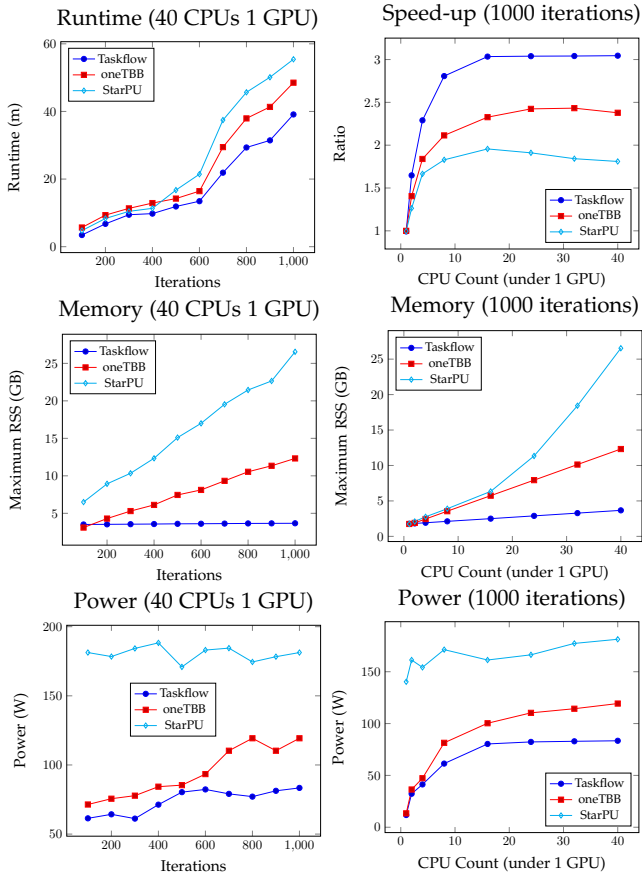 Runtime (40 CPUs 1 GPU)
Runtime (m)
60
40
20
0
Taskflow
oneTBB
StarPU
200
400
600
800
1,000
Iterations
Speed-up (1000 iterations)
Ratio
3
2.5
2
1.5
1
Taskflow
oneTBB
StarPU
0
10
20
30
40
CPU Count (under 1 GPU)
Memory (40 CPUs 1 GPU)
Maximum RSS (GB)
25
20
15
10
5
Taskflow
oneTBB
StarPU
200
400
600
800
1,000
Iterations
Memory (1000 iterations)
Maximum RSS (GB)
25
20
15
10
5
0
Taskflow
oneTBB
StarPU
0
10
20
30
40
CPU Count (under 1 GPU)
Power (40 CPUs 1 GPU)
Power (W)
200
150
100
50
Taskflow
oneTBB
StarPU
200
400
600
800
1,000
Iterations
Power (1000 iterations)
Power (W)
150
100
50
0
Taskflow
oneTBB
StarPU
0
10
20
30
40
CPU Count (under 1 GPU)